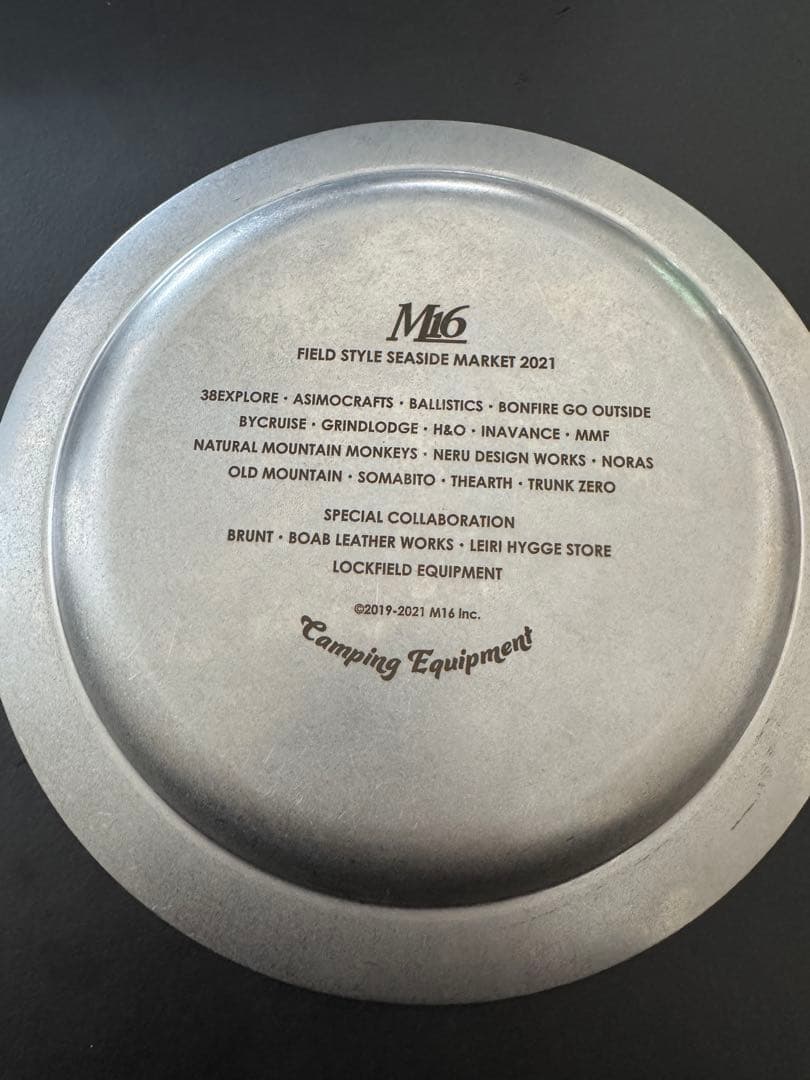 M16
FIELD STYLE SEASIDE MARKET 2021
38EXPLORE・ASIMOCRAFTS・BALLISTICS・BONFIRE GO OUTSIDE
BYCRUISE・GRINDLODGE・H&O・INAVANCE・MMF
NATURAL MOUNTAIN MONKEYS・NERU DESIGN WORKS・NORAS
OLD MOUNTAIN・SOMABITO・THEARTH・TRUNK ZERO
SPECIAL COLLABORATION
BRUNT・BOAB LEATHER WORKS・LEIRI HYGGE STORE
LOCKFIELD EQUIPMENT
©2019-2021 M16 Inc.
Camping Equipment